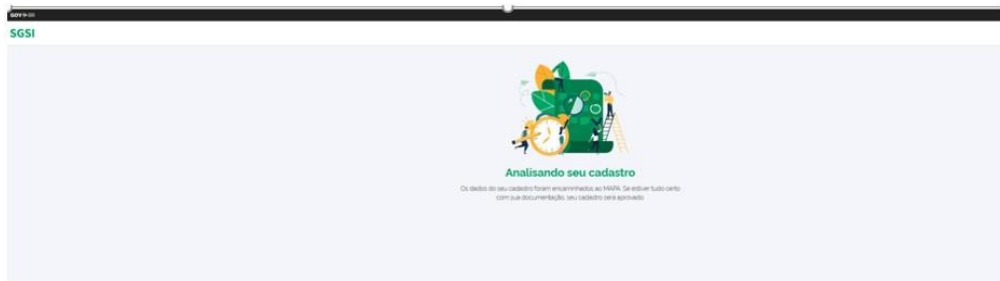 SGSI
Analisando seu cadastro
Os dados do seu cadastro foram encaminhados ao MAPA. Se estiver tudo certo
com sua documentação, seu cadastro será aprovado